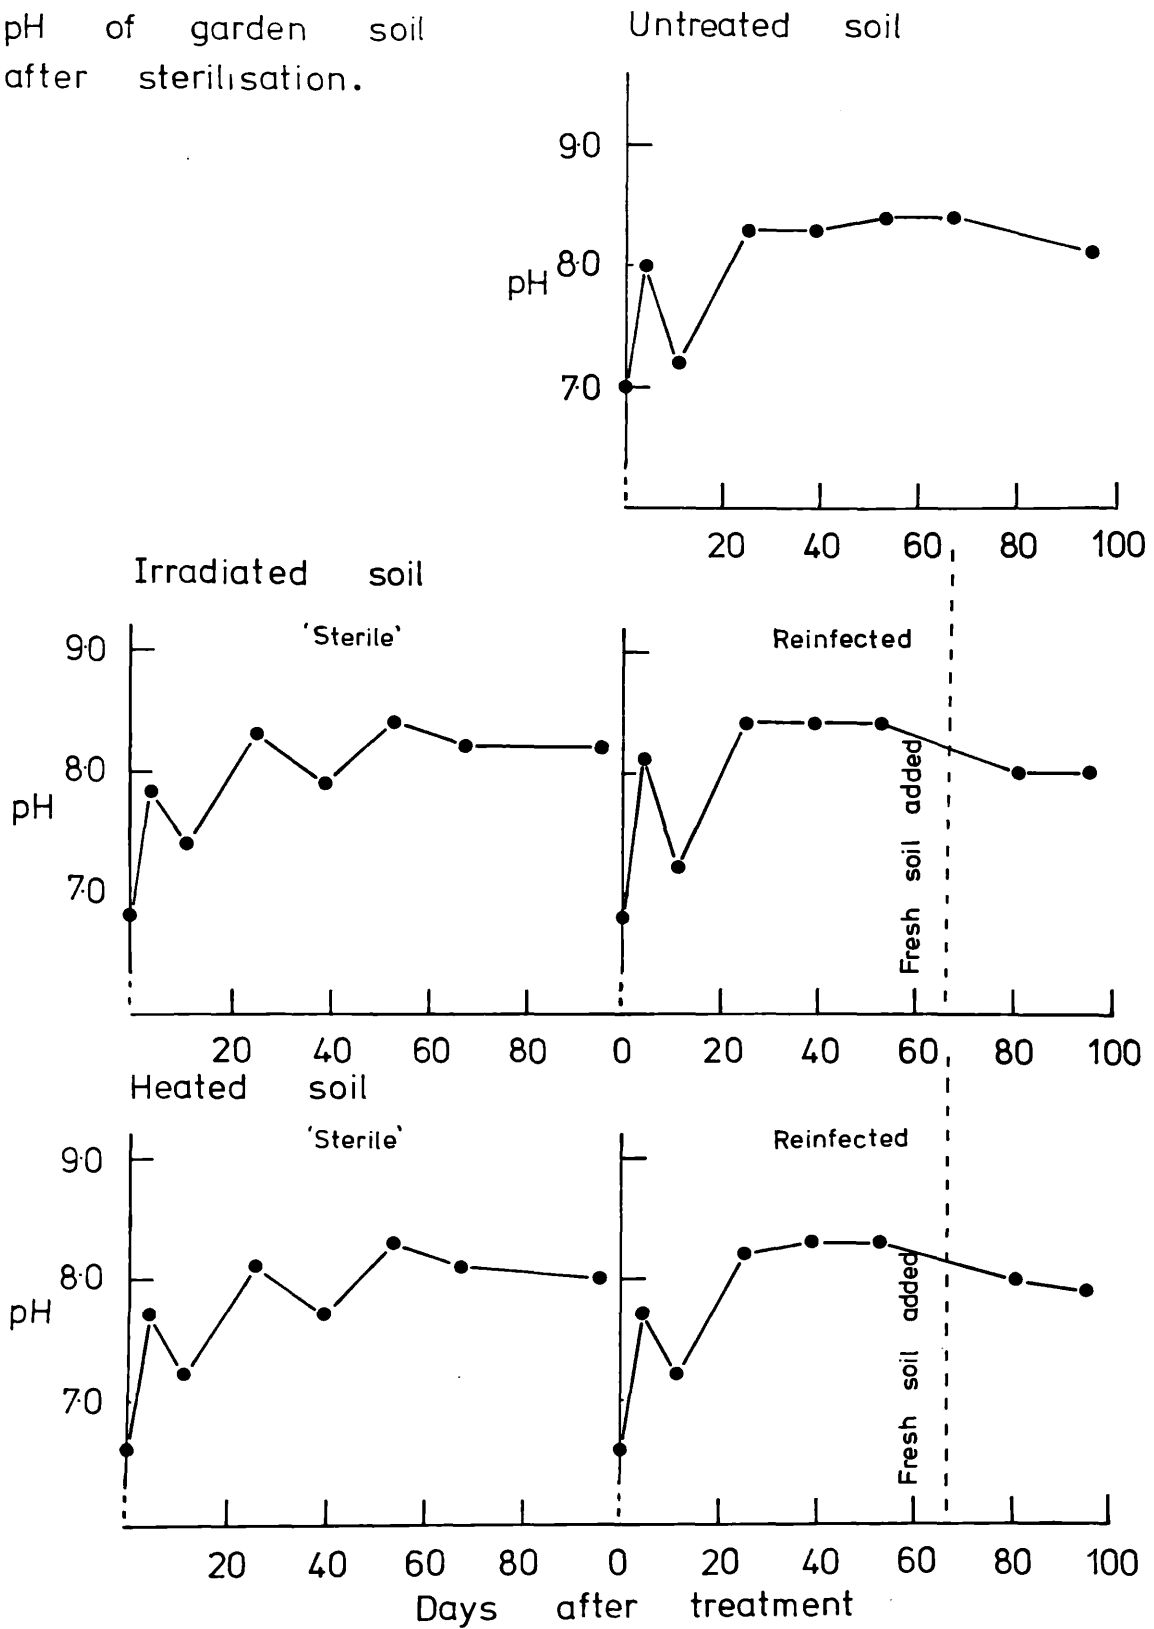 pH of garden soil
after sterilisation.
Untreated soil
9·0
8·0
pH
7·0
20 40 60 80 100
Irradiated soil
'Sterile'
Reinfected
9·0
8·0
pH
7·0
Fresh soil added
20 40 60 80 0 20 40 60 80 100
Heated soil
'Sterile'
Reinfected
9·0
8·0
pH
7·0
Fresh soil added
20 40 60 80 0 20 40 60 80 100
Days after treatment